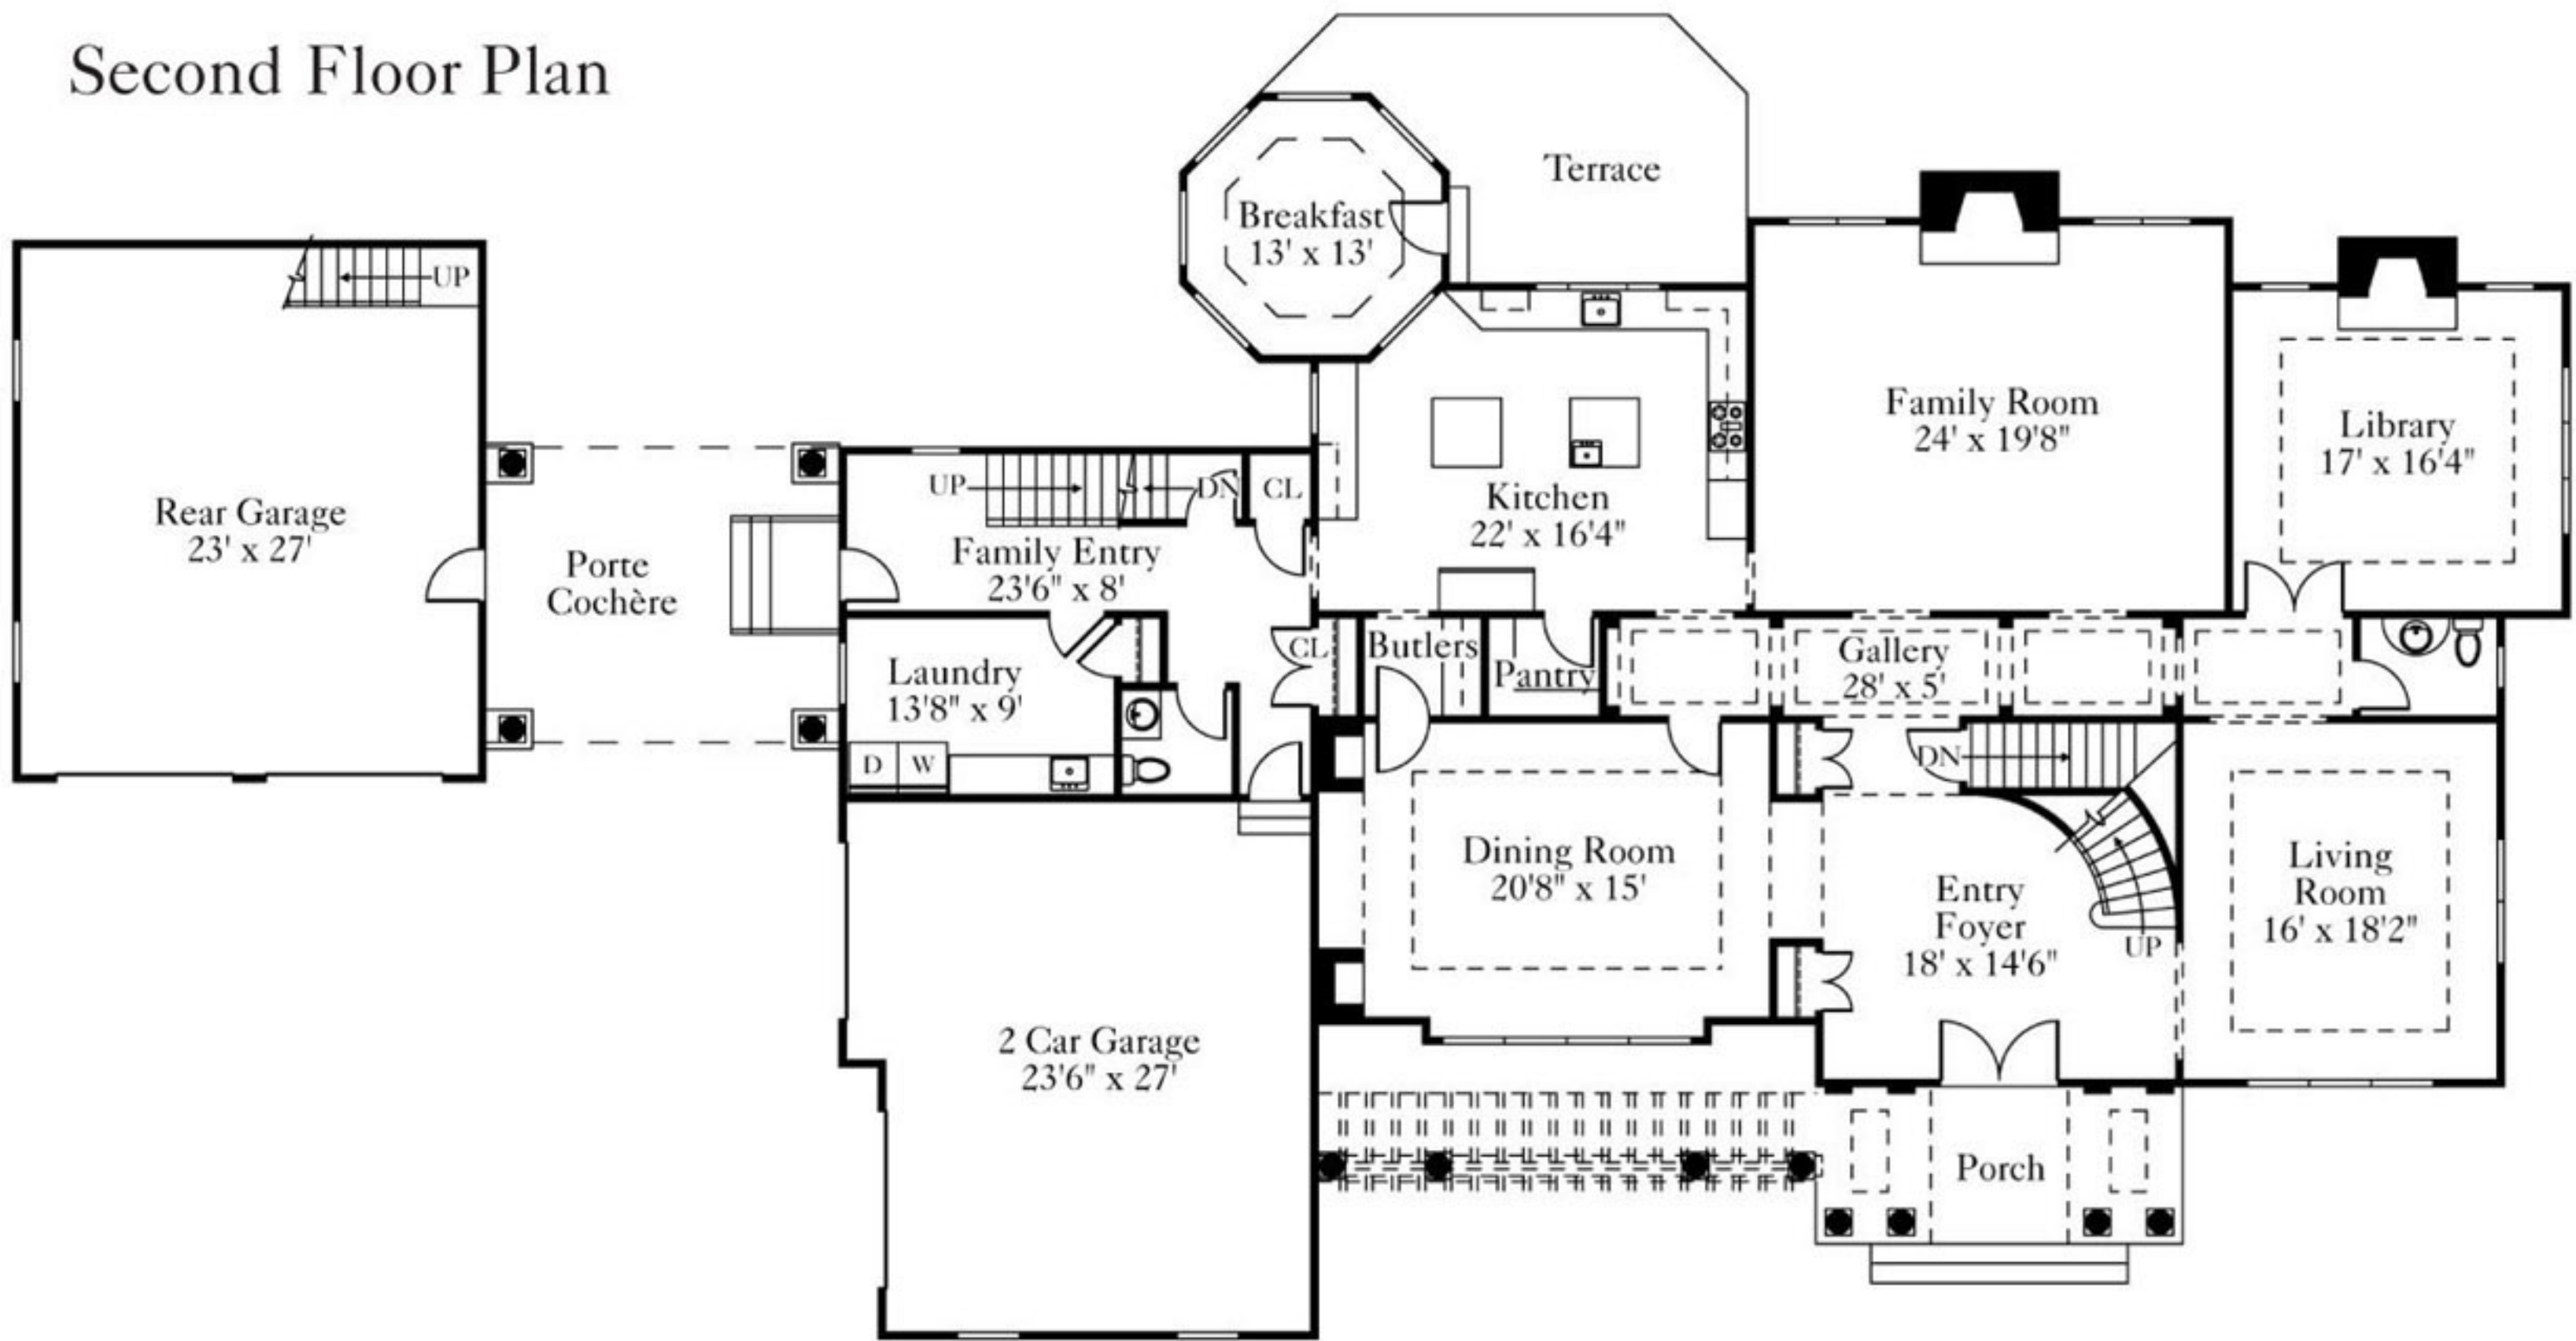 Second Floor Plan
Terrace
Breakfast
13' x 13'
UP
Rear Garage
23' x 27'
Porte
Cochère
UP
DN
CL
Family Entry
23'6" x 8'
Kitchen
22' x 16'4"
Family Room
24' x 19'8"
Library
17' x 16'4"
Laundry
13'8" x 9'
D
W
CL
Butlers
Pantry
Gallery
28' x 5'
DN
Dining Room
20'8" x 15'
Entry
Foyer
18' x 14'6"
UP
Living
Room
16' x 18'2"
2 Car Garage
23'6" x 27'
Porch